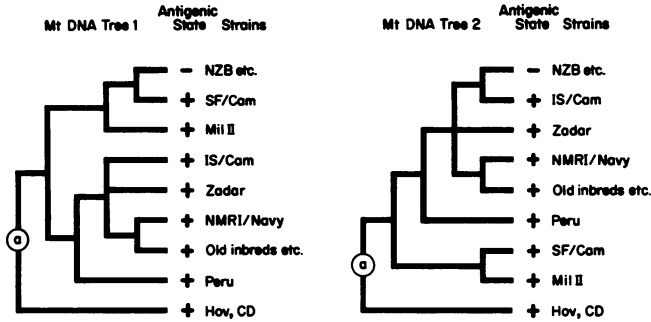 Mt DNA Tree 1 Antigenic State Strains
− NZB etc.
+ SF/Cam
+ Mil II
+ IS/Cam
+ Zadar
+ NMRI/Navy
+ Old inbreds etc.
+ Peru
a
+ Hov, CD
Mt DNA Tree 2 Antigenic State Strains
− NZB etc.
+ IS/Cam
+ Zadar
+ NMRI/Navy
+ Old inbreds etc.
+ Peru
+ SF/Cam
a
+ Mil II
+ Hov, CD